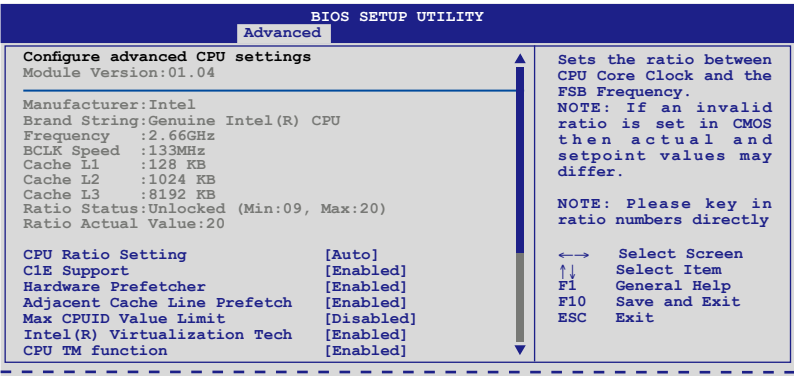 BIOS SETUP UTILITY
Advanced
Configure advanced CPU settings
Module Version:01.04
Manufacturer:Intel
Brand String:Genuine Intel(R) CPU
Frequency :2.66GHz
BCLK Speed :133MHz
Cache L1 :128 KB
Cache L2 :1024 KB
Cache L3 :8192 KB
Ratio Status:Unlocked (Min:09, Max:20)
Ratio Actual Value:20
CPU Ratio Setting [Auto]
C1E Support [Enabled]
Hardware Prefetcher [Enabled]
Adjacent Cache Line Prefetch [Enabled]
Max CPUID Value Limit [Disabled]
Intel(R) Virtualization Tech [Enabled]
CPU TM function [Enabled]
Sets the ratio between
CPU Core Clock and the
FSB Frequency.
NOTE: If an invalid
ratio is set in CMOS
then actual and
setpoint values may
differ.
NOTE: Please key in
ratio numbers directly
←→ Select Screen
↑↓ Select Item
F1 General Help
F10 Save and Exit
ESC Exit